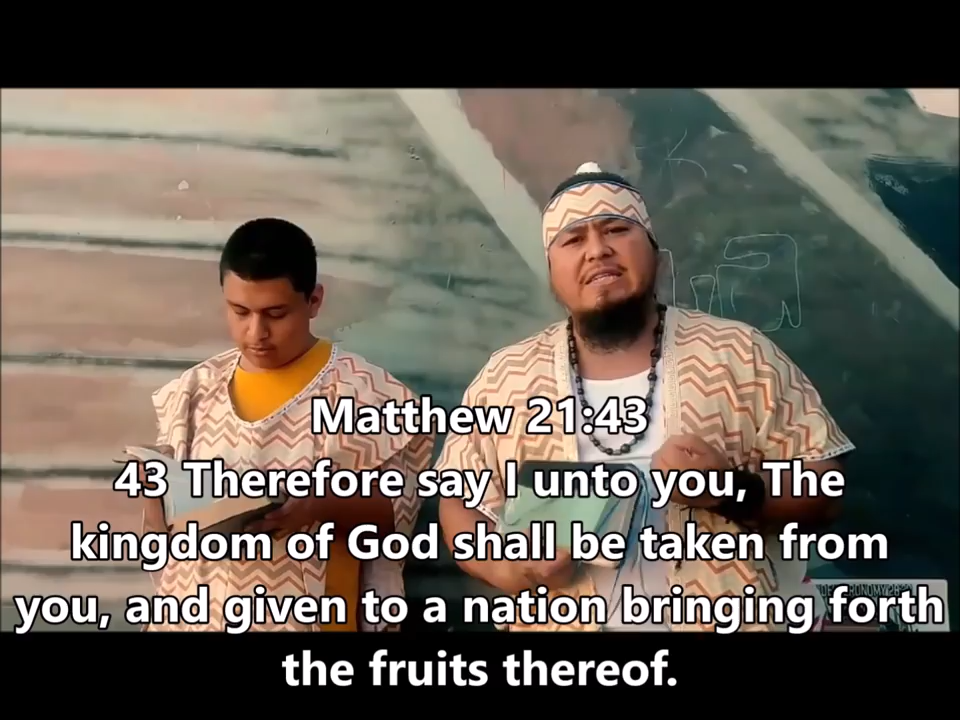 Matthew 21:43
43 Therefore say I unto you, The
kingdom of God shall be taken from
you, and given to a nation bringing forth
the fruits thereof.